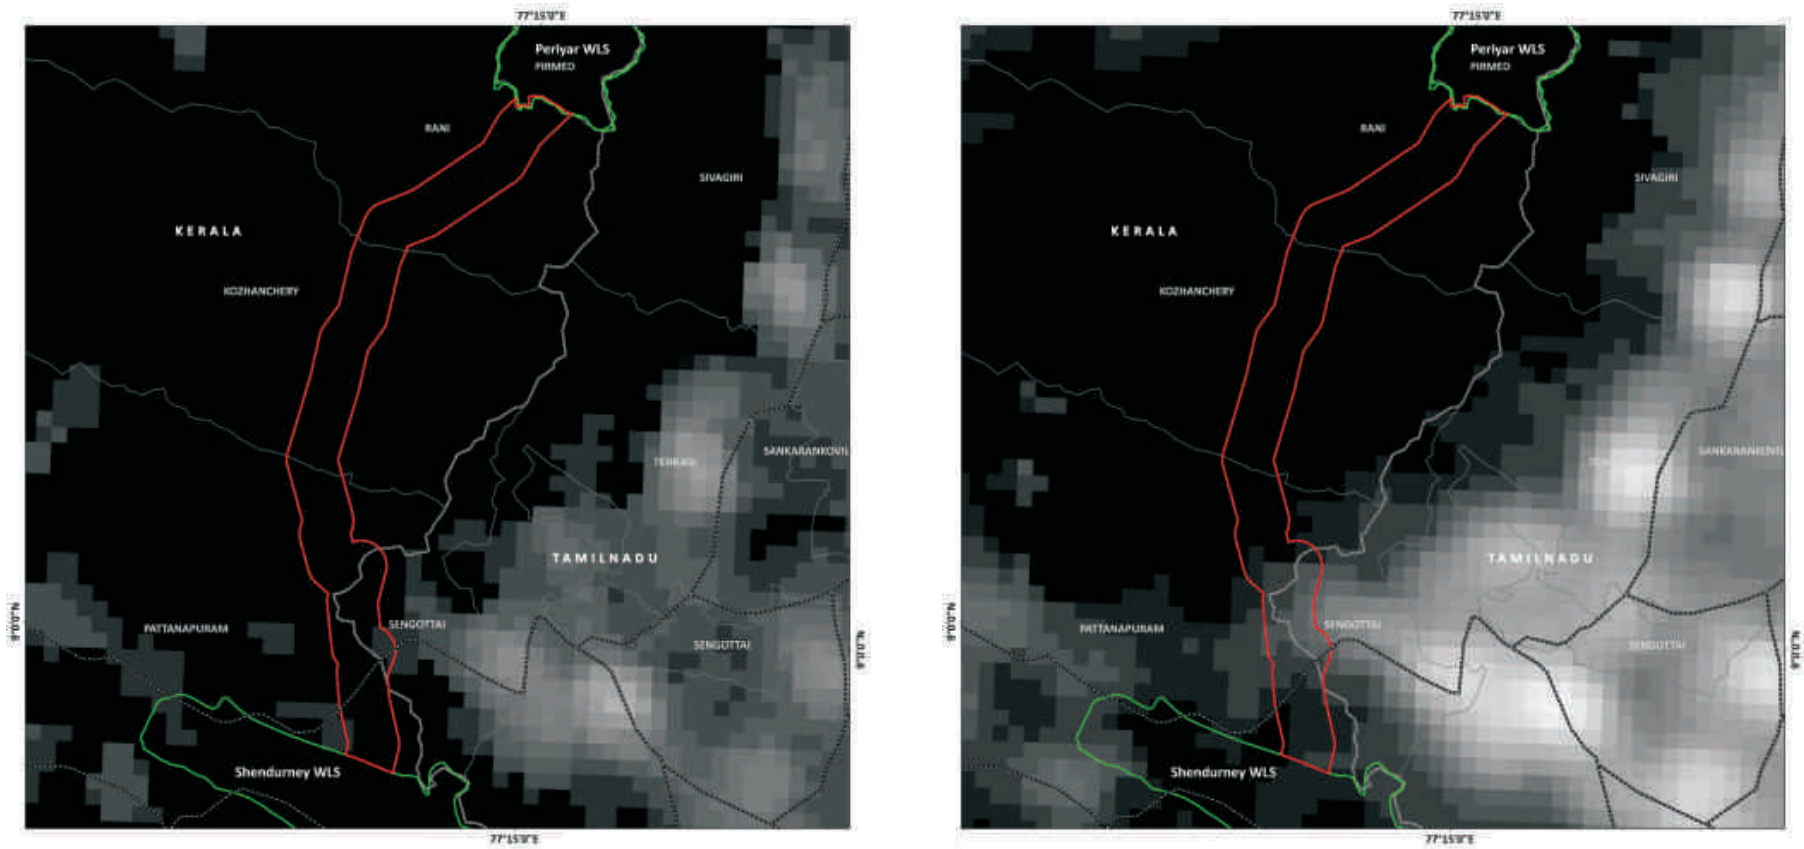 77°15'0"E
Periyar WLS
PIRMED
RANI
SIVAGIRI
KERALA
KOZHANCHERY
SANKARANKOVIL
TAMILNADU
PATTANAPURAM
SENGOTTAI
SENGOTTAI
Shendurney WLS
77°15'0"E
77°15'0"E
Periyar WLS
PIRMED
RANI
SIVAGIRI
KERALA
KOZHANCHERY
SANKARANKOVIL
TAMILNADU
PATTANAPURAM
SENGOTTAI
SENGOTTAI
Shendurney WLS
77°15'0"E